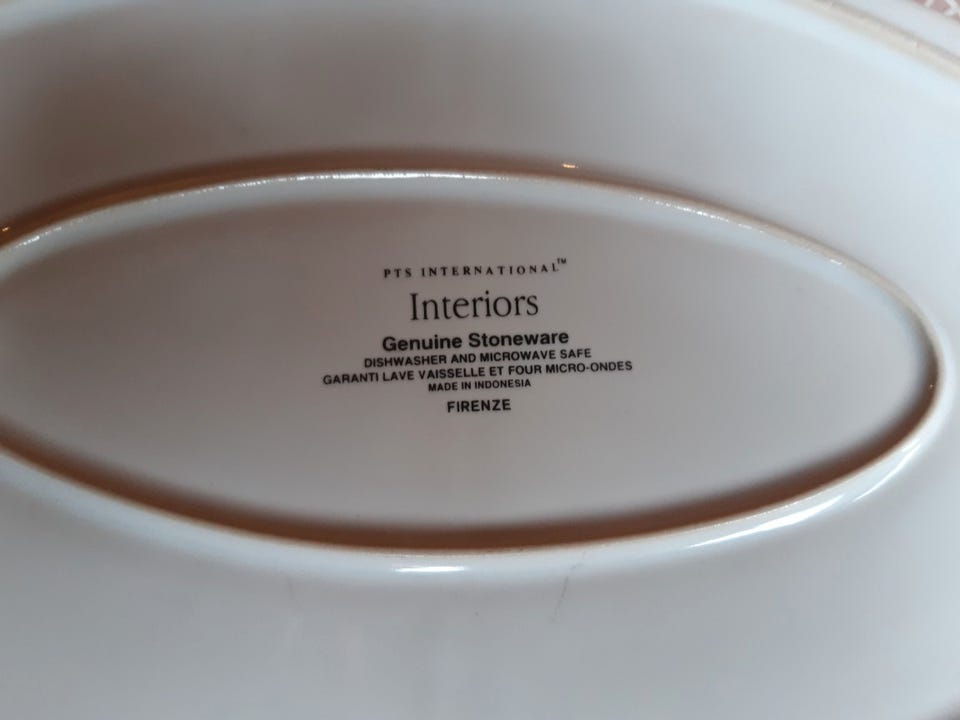 PTS INTERNATIONAL™
Interiors
Genuine Stoneware
DISHWASHER AND MICROWAVE SAFE
GARANTI LAVE VAISSELLE ET FOUR MICRO-ONDES
MADE IN INDONESIA
FIRENZE